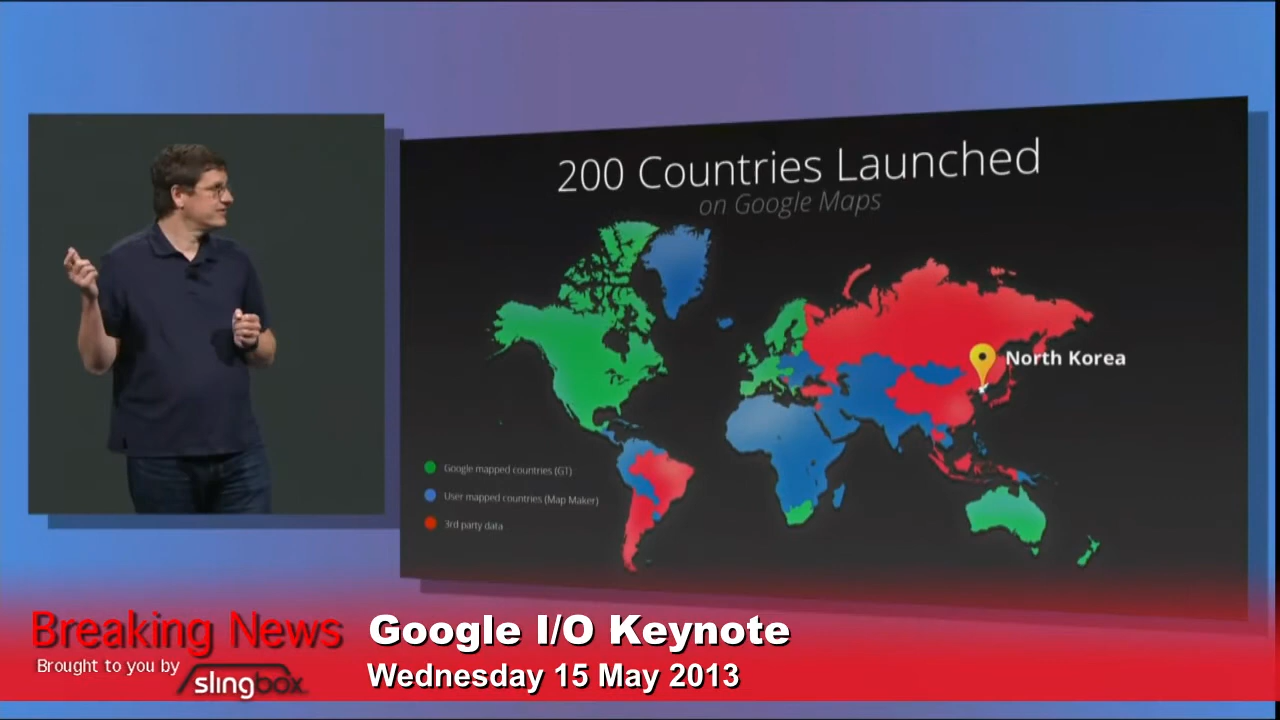 200 Countries Launched
on Google Maps
North Korea
Google mapped countries (GT)
User mapped countries (Map Maker)
3rd party data
Breaking News
Brought to you by
slingbox
Google I/O Keynote
Wednesday 15 May 2013